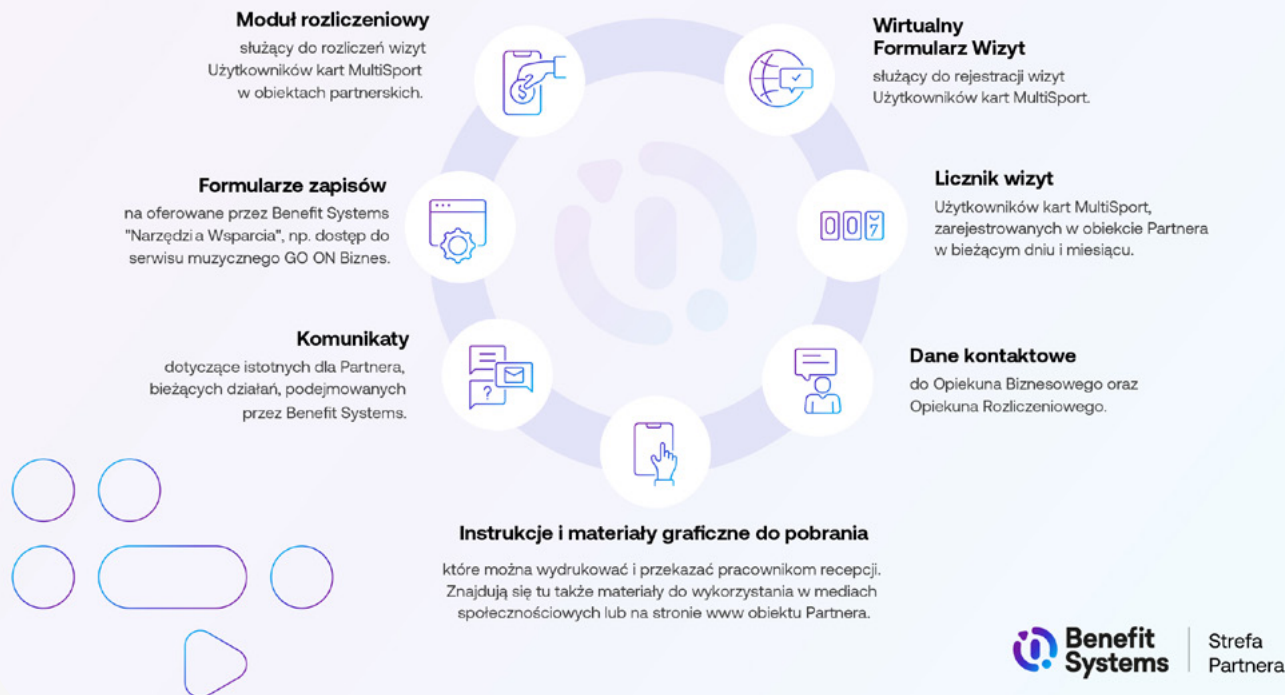 Moduł rozliczeniowy
służący do rozliczeń wizyt
Użytkowników kart MultiSport
w obiektach partnerskich.
Wirtualny
Formularz Wizyt
służący do rejestracji wizyt
Użytkowników kart MultiSport.
Formularze zapisów
na oferowane przez Benefit Systems
"Narzędzia Wsparcia", np. dostęp do
serwisu muzycznego GO ON Biznes.
Licznik wizyt
Użytkowników kart MultiSport,
zarejestrowanych w obiekcie Partnera
w bieżącym dniu i miesiącu.
Komunikaty
dotyczące istotnych dla Partnera,
bieżących działań, podejmowanych
przez Benefit Systems.
Dane kontaktowe
do Opiekuna Biznesowego oraz
Opiekuna Rozliczeniowego.
Instrukcje i materiały graficzne do pobrania
które można wydrukować i przekazać pracownikom recepcji.
Znajdują się tu także materiały do wykorzystania w mediach
społecznościowych lub na stronie www obiektu Partnera.
Benefit
Systems
Strefa
Partnera